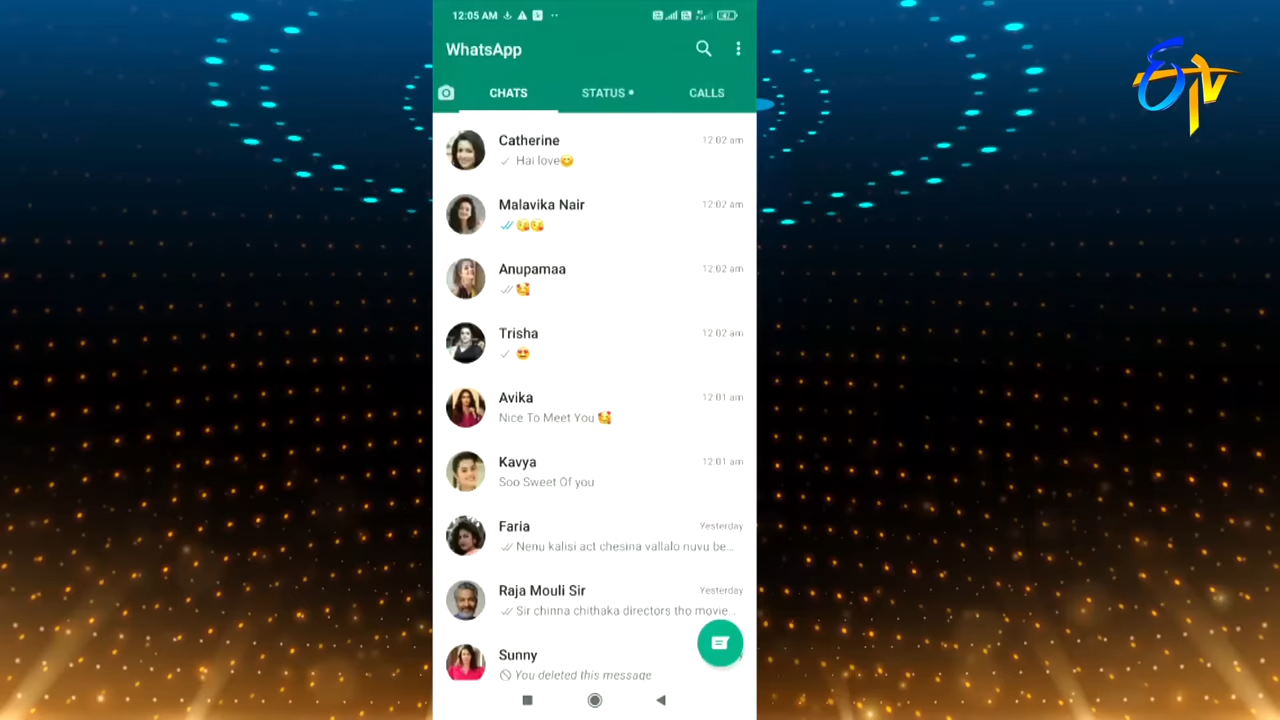 12:05 AM
WhatsApp
CHATS
STATUS
CALLS
Catherine
12:02 am
Hai love😋
Malavika Nair
12:02 am
😘😘
Anupamaa
12:02 am
🥰
Trisha
12:02 am
😍
Avika
12:01 am
Nice To Meet You 🥰
Kavya
12:01 am
Soo Sweet Of you
Faria
Yesterday
Nenu kalisi act chesina vallalo nuvu be...
Raja Mouli Sir
Yesterday
Sir chinna chithaka directors tho movie...
Sunny
You deleted this message
ఈTV